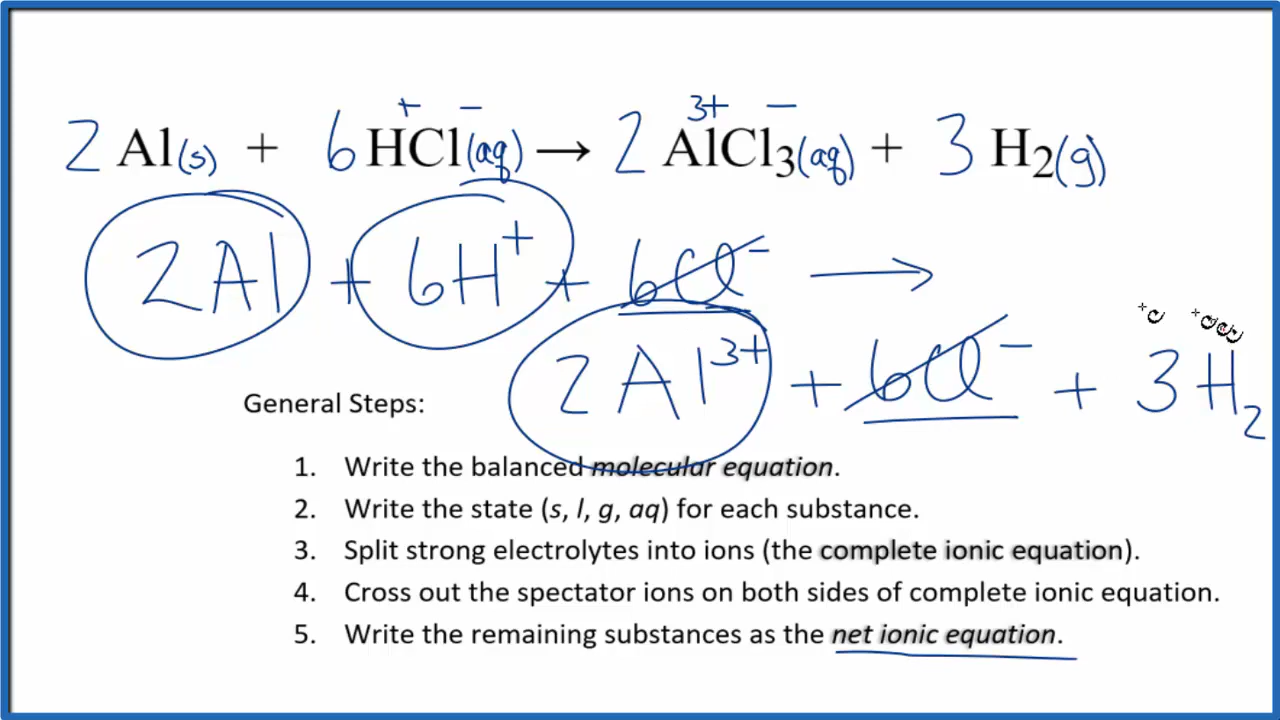 + − 3+ −
2 Al(s) + 6 HCl(aq) → 2 AlCl₃(aq) + 3 H₂(g)
2Al + 6H⁺ + 6Cl⁻ →
2Al³⁺ + 6Cl⁻ + 3H₂
General Steps:
1. Write the balanced molecular equation.
2. Write the state (s, l, g, aq) for each substance.
3. Split strong electrolytes into ions (the complete ionic equation).
4. Cross out the spectator ions on both sides of complete ionic equation.
5. Write the remaining substances as the net ionic equation.